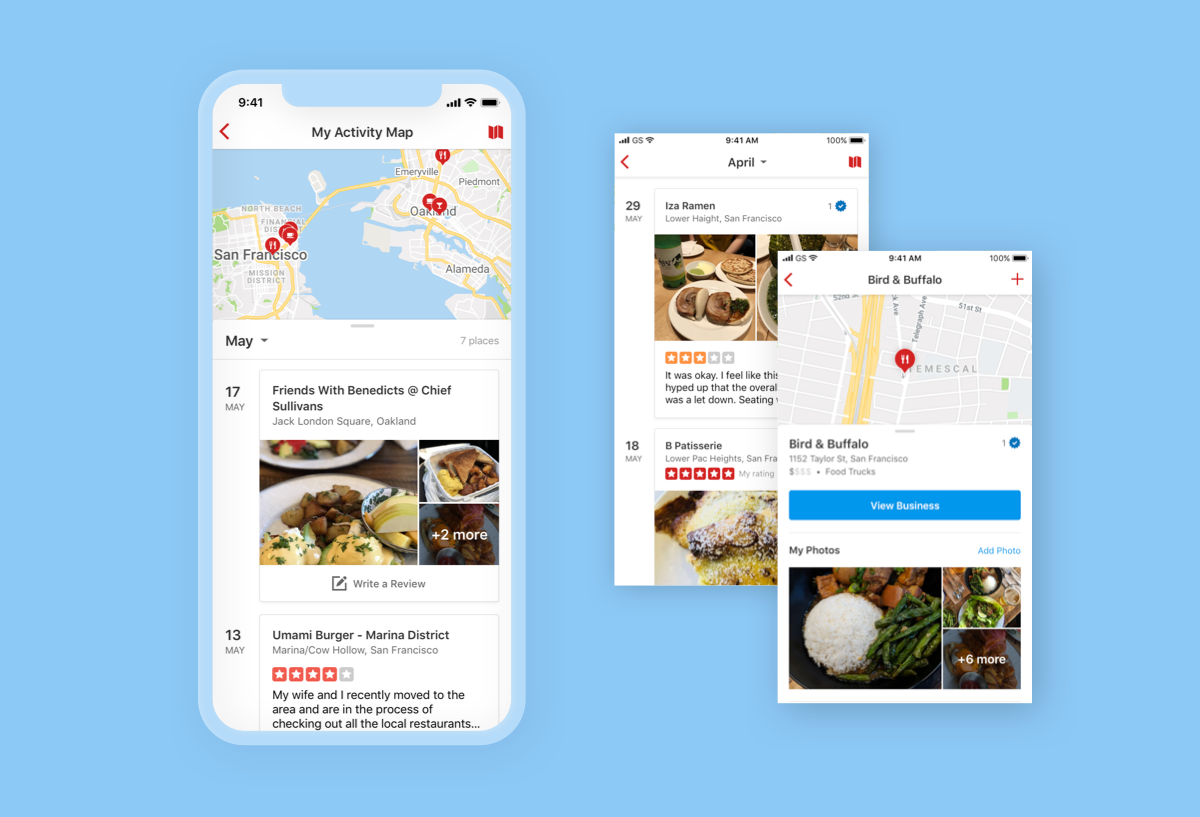 9:41
My Activity Map
Emeryville
Piedmont
Oakland
NORTH BEACH
FINANCIAL
DISTRICT
San Francisco
MISSION
DISTRICT
Alameda
May
7 places
17
MAY
Friends With Benedicts @ Chief
Sullivans
Jack London Square, Oakland
+2 more
Write a Review
13
MAY
Umami Burger - Marina District
Marina/Cow Hollow, San Francisco
My wife and I recently moved to the
area and are in the process of
checking out all the local restaurants...
GS
9:41 AM
100%
April
29
MAY
Iza Ramen
1
Lower Haight, San Francisco
It was okay. I feel like this
hyped up that the overal
was a let down. Seating
18
MAY
B Patisserie
Lower Pac Heights, San Fra
My rating
GS
9:41 AM
100%
Bird & Buffalo
52nd
Telegraph Ave
51st St
TEMESCAL
Bird & Buffalo
1
1152 Taylor St, San Francisco
$$$$ • Food Trucks
View Business
My Photos
Add Photo
+6 more